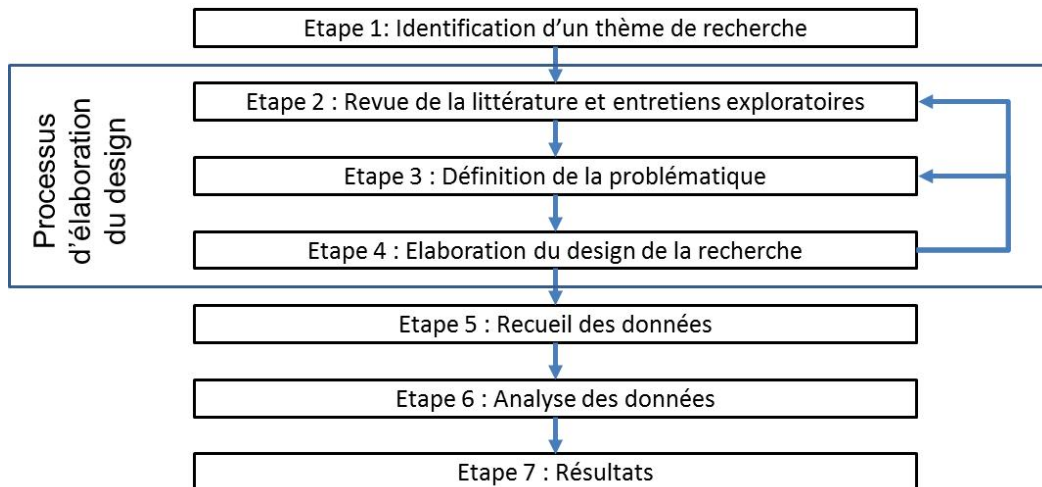 Etape 1: Identification d'un thème de recherche
Processus
d'élaboration
du design
Etape 2 : Revue de la littérature et entretiens exploratoires
Etape 3 : Définition de la problématique
Etape 4 : Elaboration du design de la recherche
Etape 5 : Recueil des données
Etape 6 : Analyse des données
Etape 7 : Résultats